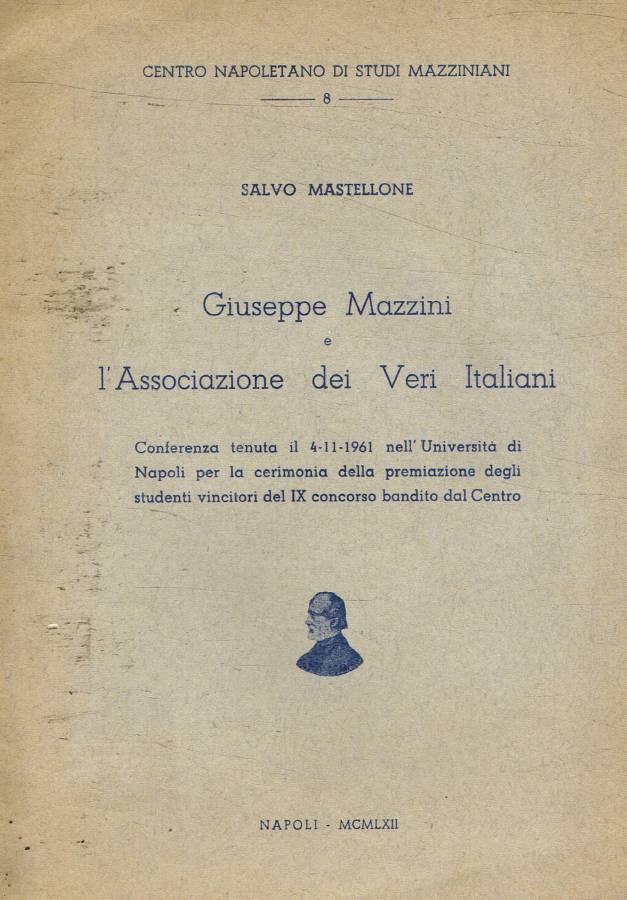 CENTRO NAPOLETANO DI STUDI MAZZINIANI
8
SALVO MASTELLONE
Giuseppe Mazzini
e
l'Associazione dei Veri Italiani
Conferenza tenuta il 4-11-1961 nell'Università di
Napoli per la cerimonia della premiazione degli
studenti vincitori del IX concorso bandito dal Centro
NAPOLI - MCMLXII